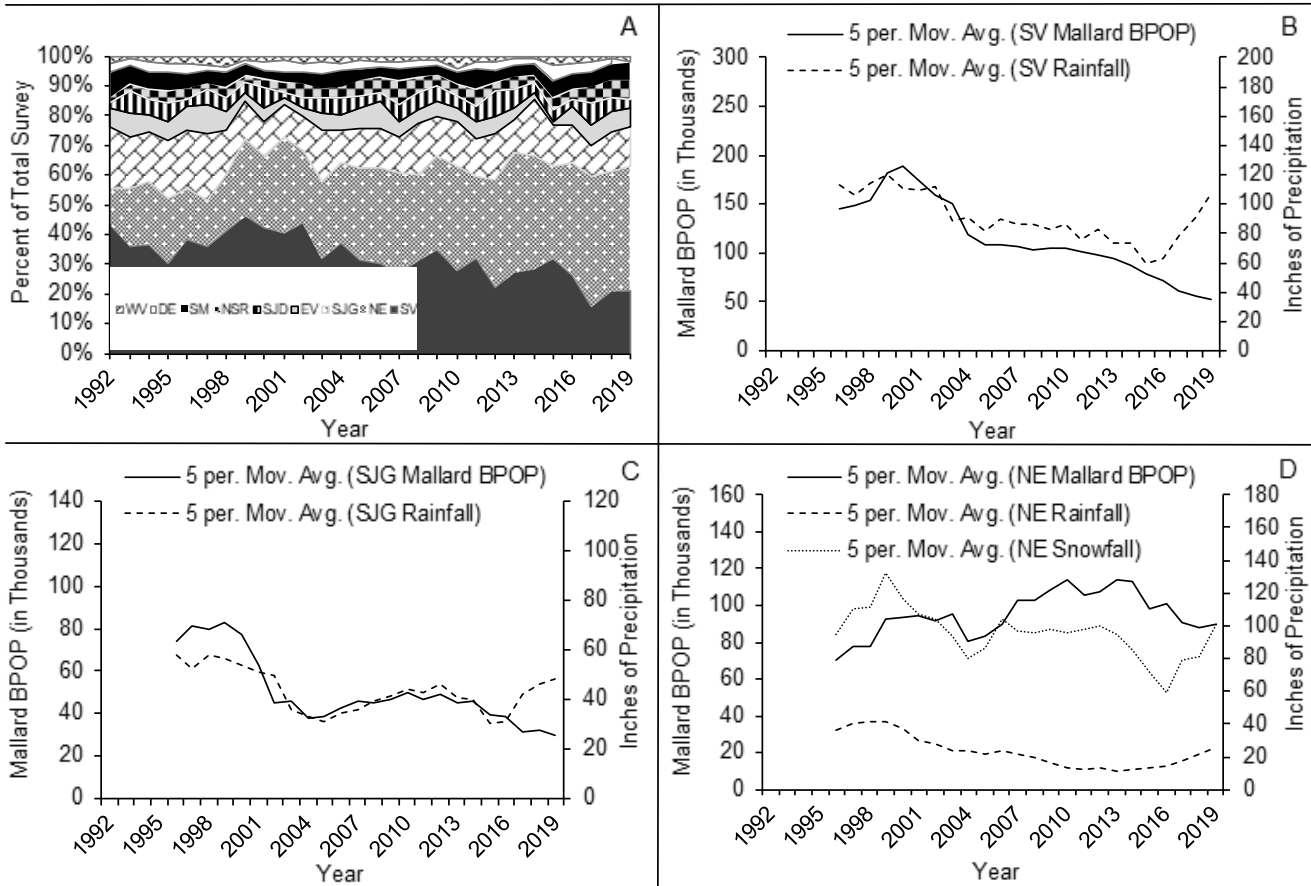 A
100%
90%
80%
70%
60%
50%
40%
30%
20%
10%
0%
Percent of Total Survey
WV DE SM NSR SJD EV SJG NE SV
1992 1995 1998 2001 2004 2007 2010 2013 2016 2019
Year
B
5 per. Mov. Avg. (SV Mallard BPOP)
5 per. Mov. Avg. (SV Rainfall)
300
250
200
150
100
50
0
Mallard BPOP (in Thousands)
200
180
160
140
120
100
80
60
40
20
0
Inches of Precipitation
1992 1995 1998 2001 2004 2007 2010 2013 2016 2019
Year
C
5 per. Mov. Avg. (SJG Mallard BPOP)
5 per. Mov. Avg. (SJG Rainfall)
140
120
100
80
60
40
20
0
Mallard BPOP (in Thousands)
120
100
80
60
40
20
0
Inches of Precipitation
1992 1995 1998 2001 2004 2007 2010 2013 2016 2019
Year
D
5 per. Mov. Avg. (NE Mallard BPOP)
5 per. Mov. Avg. (NE Rainfall)
5 per. Mov. Avg. (NE Snowfall)
160
140
120
100
80
60
40
20
0
Mallard BPOP (in Thousands)
180
160
140
120
100
80
60
40
20
0
Inches of Precipitation
1992 1995 1998 2001 2004 2007 2010 2013 2016 2019
Year